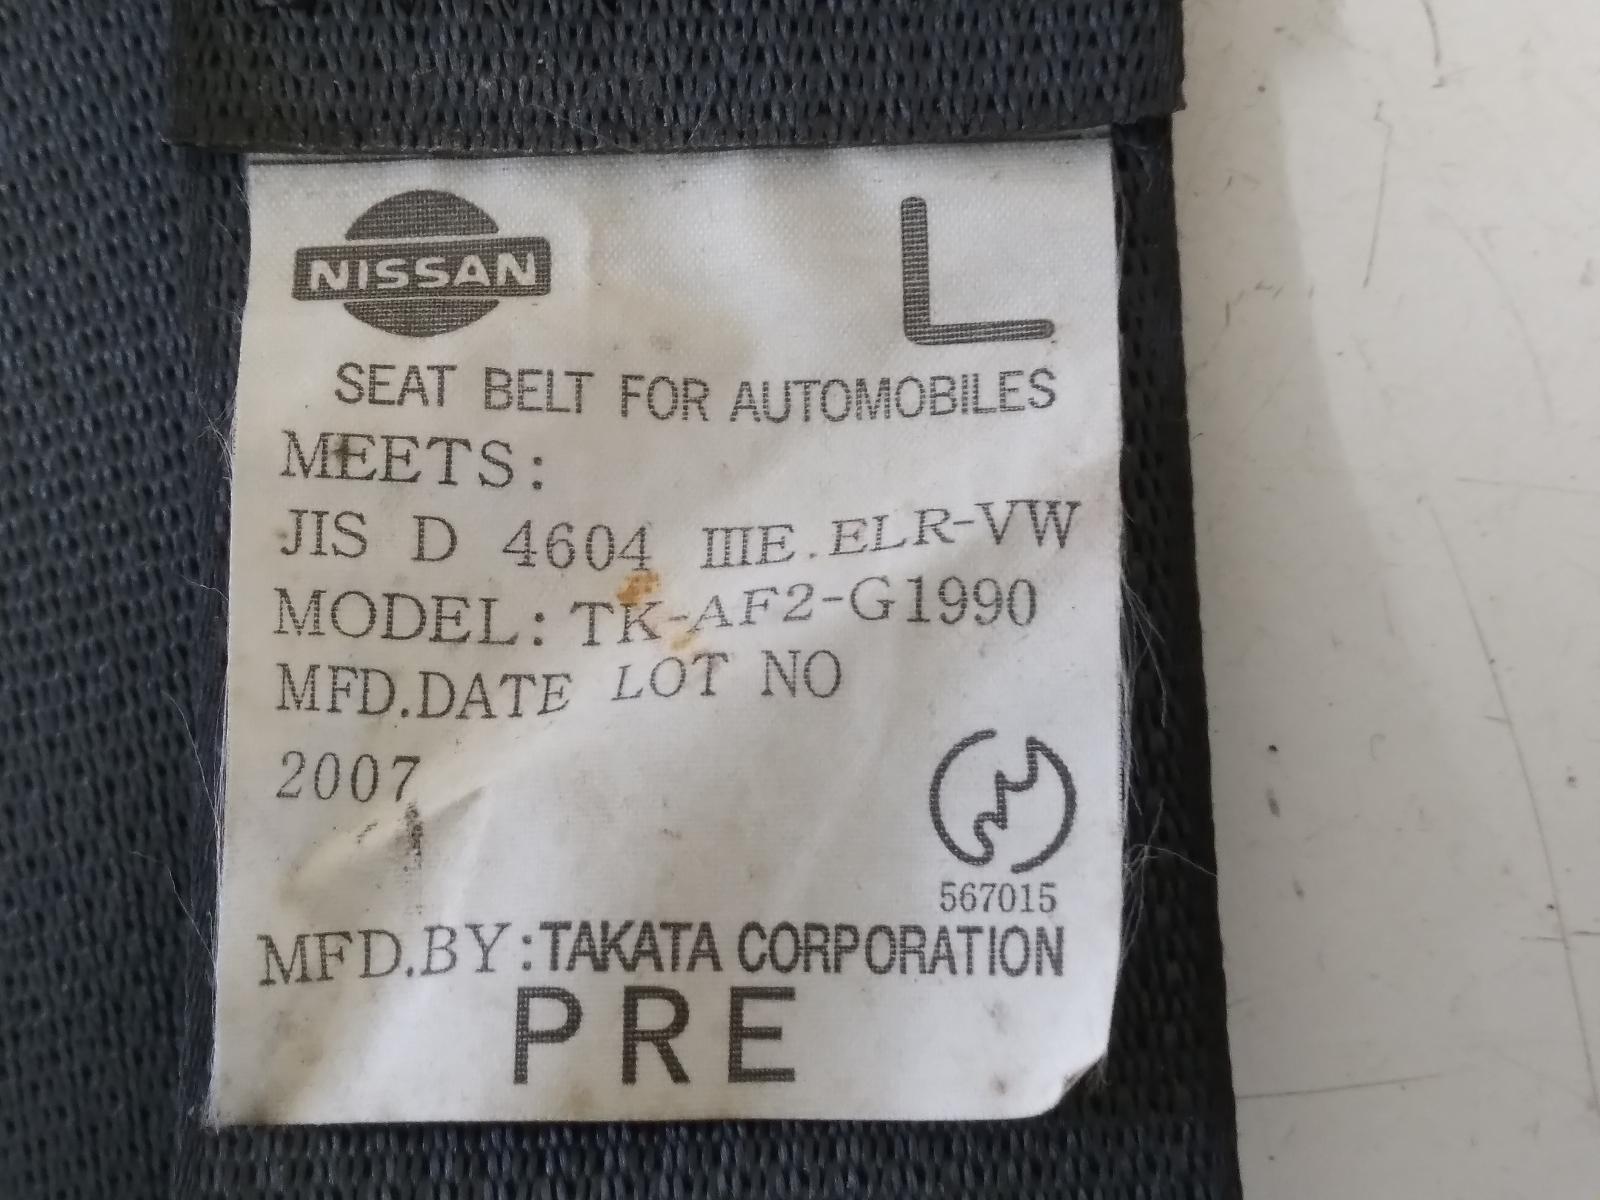 NISSAN
L
SEAT BELT FOR AUTOMOBILES
MEETS:
JIS D 4604 IIIE.ELR-VW
MODEL: TK-AF2-G1990
MFD.DATE LOT NO
2007
567015
MFD.BY:TAKATA CORPORATION
PRE